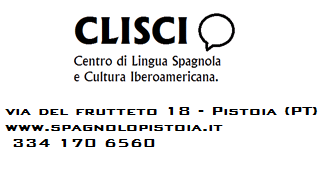 CLISCI
Centro di Lingua Spagnola
e Cultura Iberoamericana.
via del frutteto 18 - Pistoia (PT)
www.spagnolopistoia.it
334 170 6560